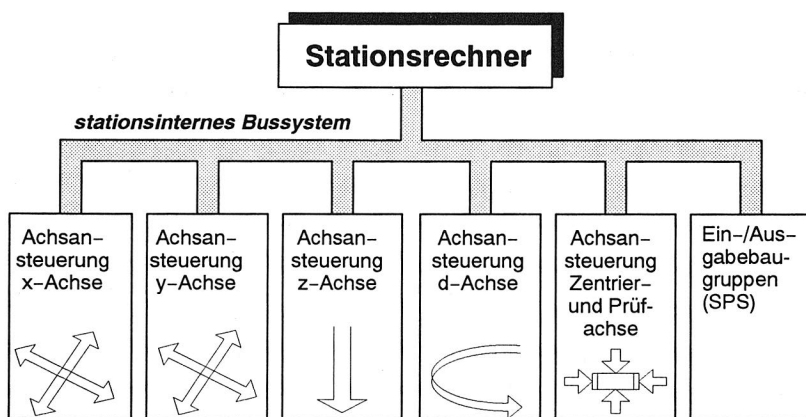 Stationsrechner
stationsinternes Bussystem
Achsan-
steuerung
x-Achse
Achsan-
steuerung
y-Achse
Achsan-
steuerung
z-Achse
Achsan-
steuerung
d-Achse
Achsan-
steuerung
Zentrier-
und Prüf-
achse
Ein-/Aus-
gabebau-
gruppen
(SPS)